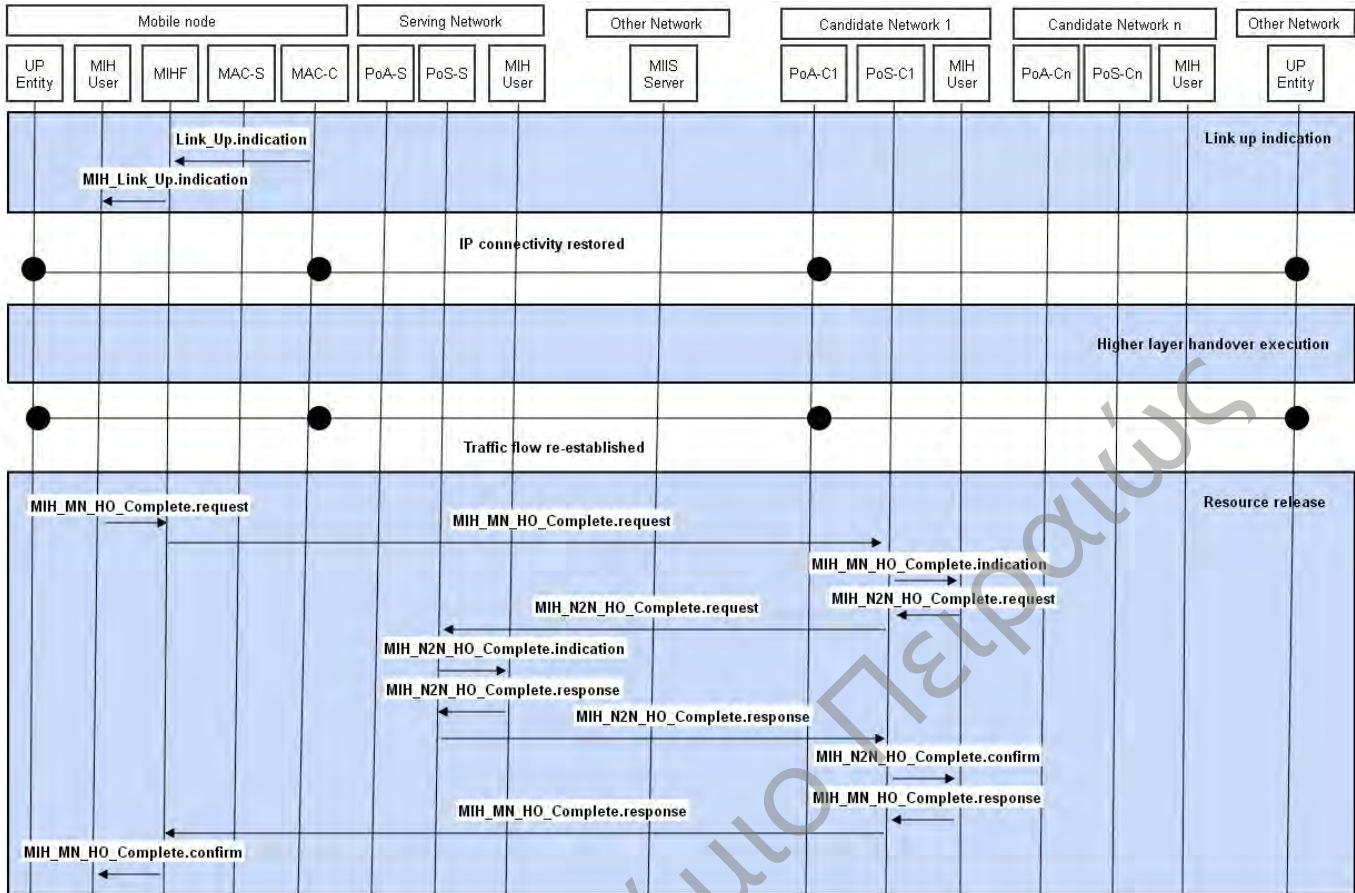 Mobile node
Serving Network
Other Network
Candidate Network 1
Candidate Network n
Other Network
UP Entity
MIH User
MIHF
MAC-S
MAC-C
PoA-S
PoS-S
MIH User
MIIS Server
PoA-C1
PoS-C1
MIH User
PoA-Cn
PoS-Cn
MIH User
UP Entity
Link up indication
Link_Up.indication
MIH_Link_Up.indication
IP connectivity restored
Higher layer handover execution
Traffic flow re-established
Resource release
MIH_MN_HO_Complete.request
MIH_MN_HO_Complete.request
MIH_MN_HO_Complete.indication
MIH_N2N_HO_Complete.request
MIH_N2N_HO_Complete.request
MIH_N2N_HO_Complete.indication
MIH_N2N_HO_Complete.response
MIH_N2N_HO_Complete.response
MIH_N2N_HO_Complete.confirm
MIH_MN_HO_Complete.response
MIH_MN_HO_Complete.response
MIH_MN_HO_Complete.confirm
Πειραιώς